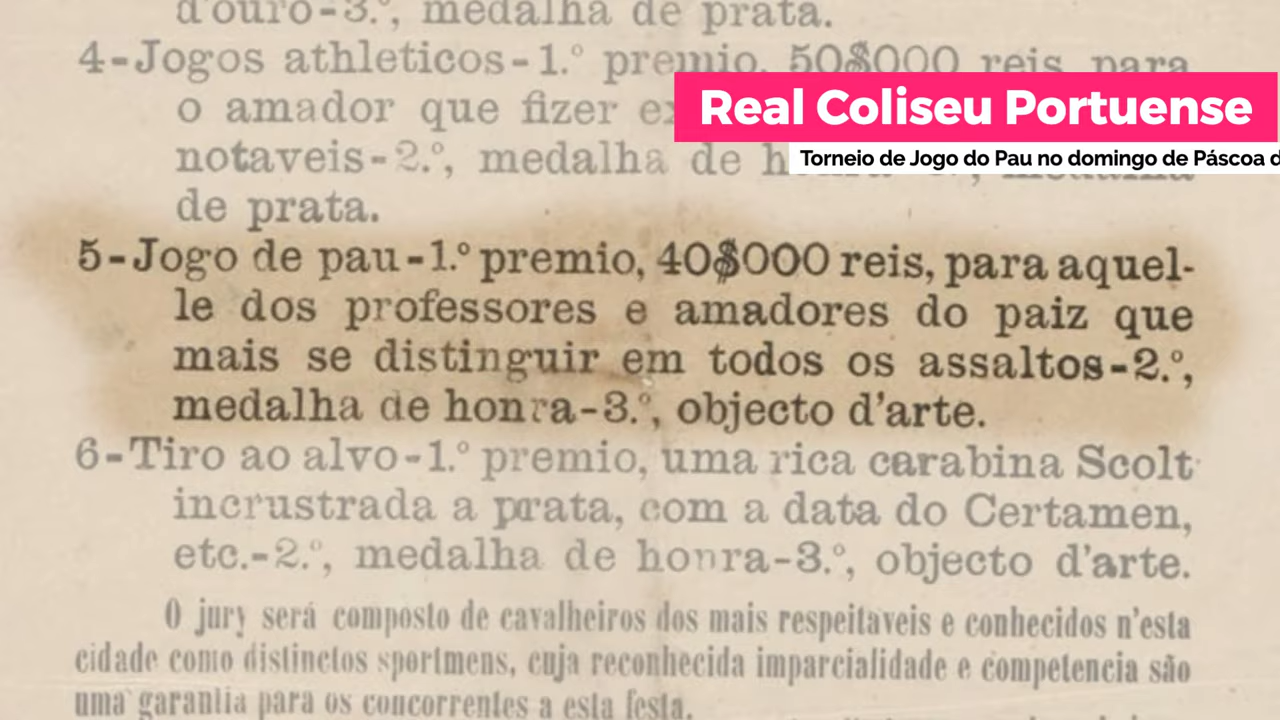 d'ouro-3.º, medalha de prata.
4-Jogos athleticos-1.º premio, 50$000 reis, para
Real Coliseu Portuense
o amador que fizer
Torneio de Jogo do Pau no domingo de Páscoa d
notaveis-2.º, medalha de
de prata.
5-Jogo de pau-1.º premio, 40$000 reis, para aquel-
le dos professores e amadores do paiz que
mais se distinguir em todos os assaltos-2.º,
medalha de honra-3.º, objecto d'arte.
6-Tiro ao alvo-1.º premio, uma rica carabina Scolt
incrustrada a prata, com a data do Certamen,
etc.-2.º, medalha de honra-3.º, objecto d'arte.
O jury será composto de cavalheiros dos mais respeitaveis e conhecidos n'esta
cidade como distinctos sportmens, cuja reconhecida imparcialidade e competencia são
uma garantia para os concorrentes a esta festa.